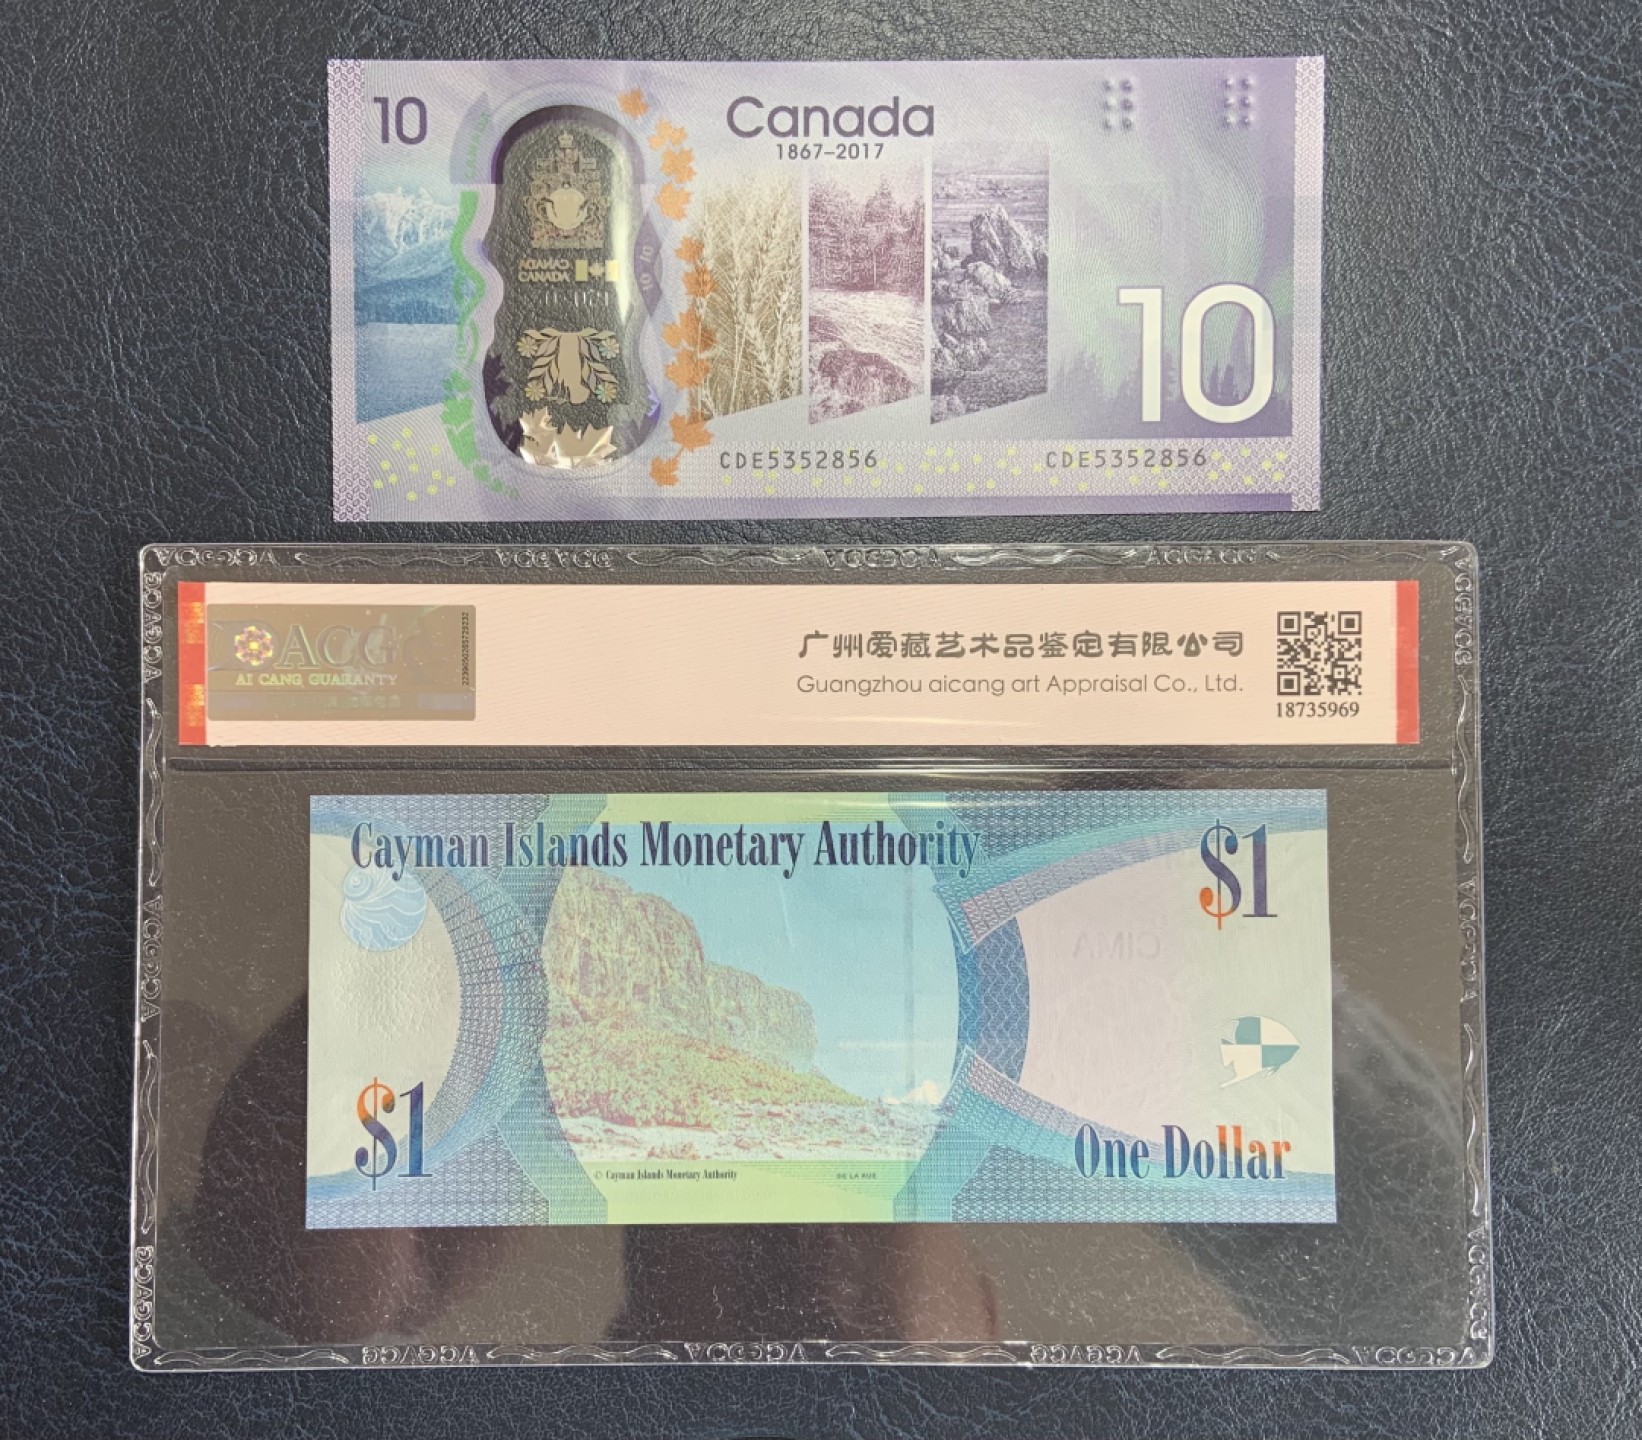 10
Canada
1867–2017
CANADA
10
CDE5352856
CDE5352856
ACG
AI CANG GUARANTY
广州爱藏艺术品鉴定有限公司
Guangzhou aicang art Appraisal Co., Ltd.
18735969
Cayman Islands Monetary Authority
$1
$1
One Dollar
© Cayman Islands Monetary Authority
DE LA RUE